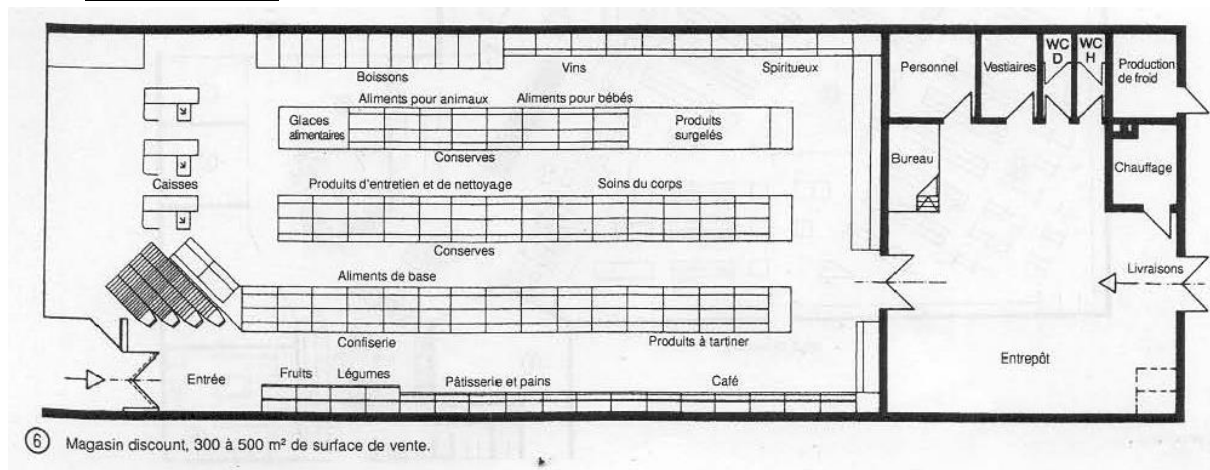 Boissons
Vins
Spiritueux
Personnel
Vestiaires
WC
D
WC
H
Production
de froid
Aliments pour animaux
Aliments pour bébés
Glaces
alimentaires
Produits
surgelés
Conserves
Bureau
Chauffage
Caisses
Produits d'entretien et de nettoyage
Soins du corps
Conserves
Aliments de base
Livraisons
Confiserie
Produits à tartiner
Entrepôt
Entrée
Fruits
Légumes
Pâtisserie et pains
Café
6 Magasin discount, 300 à 500 m² de surface de vente.